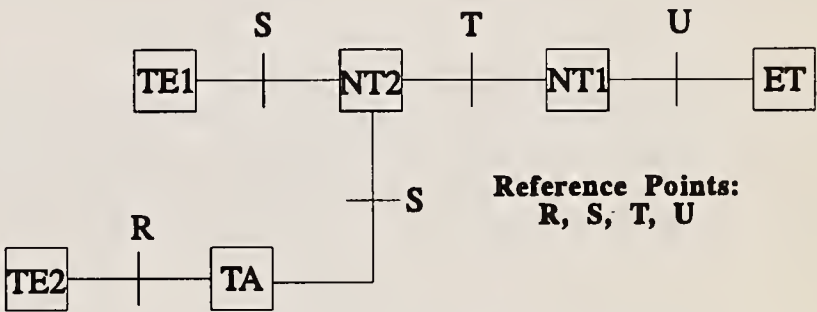 S T U
TE1 NT2 NT1 ET
S
Reference Points:
R, S, T, U
R
TE2 TA